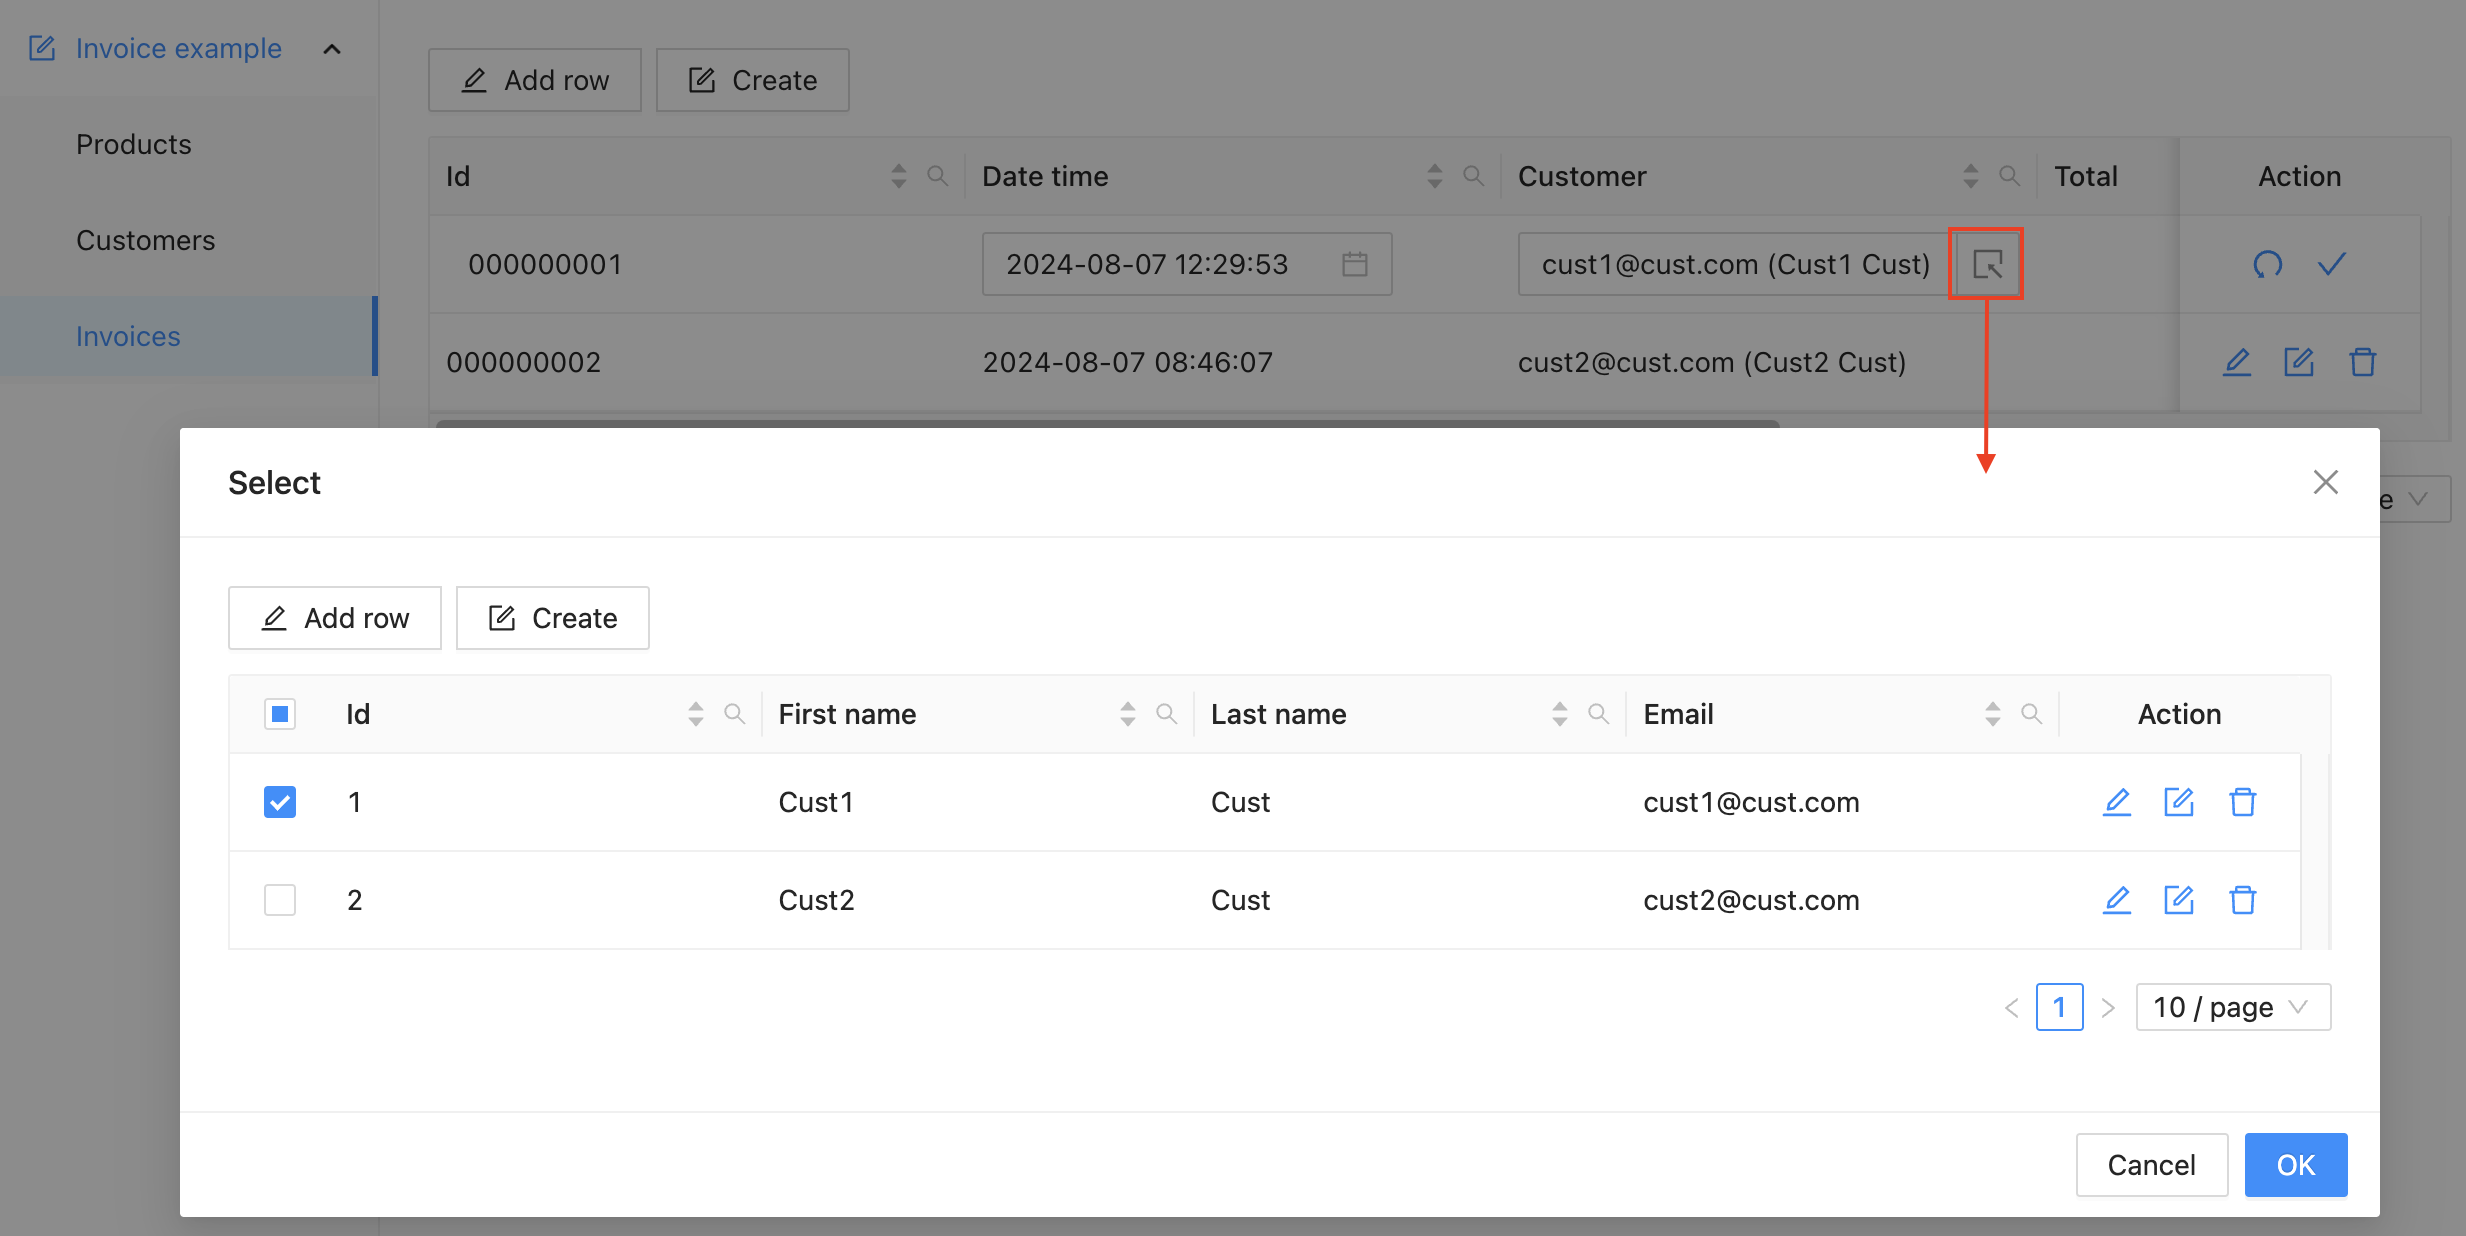 Invoice example
Products
Customers
Invoices
Add row Create
Id Date time Customer Total Action
000000001 2024-08-07 12:29:53 cust1@cust.com (Cust1 Cust)
000000002 2024-08-07 08:46:07 cust2@cust.com (Cust2 Cust)
e
Select
Add row Create
Id First name Last name Email Action
1 Cust1 Cust cust1@cust.com
2 Cust2 Cust cust2@cust.com
1 10 / page
Cancel OK